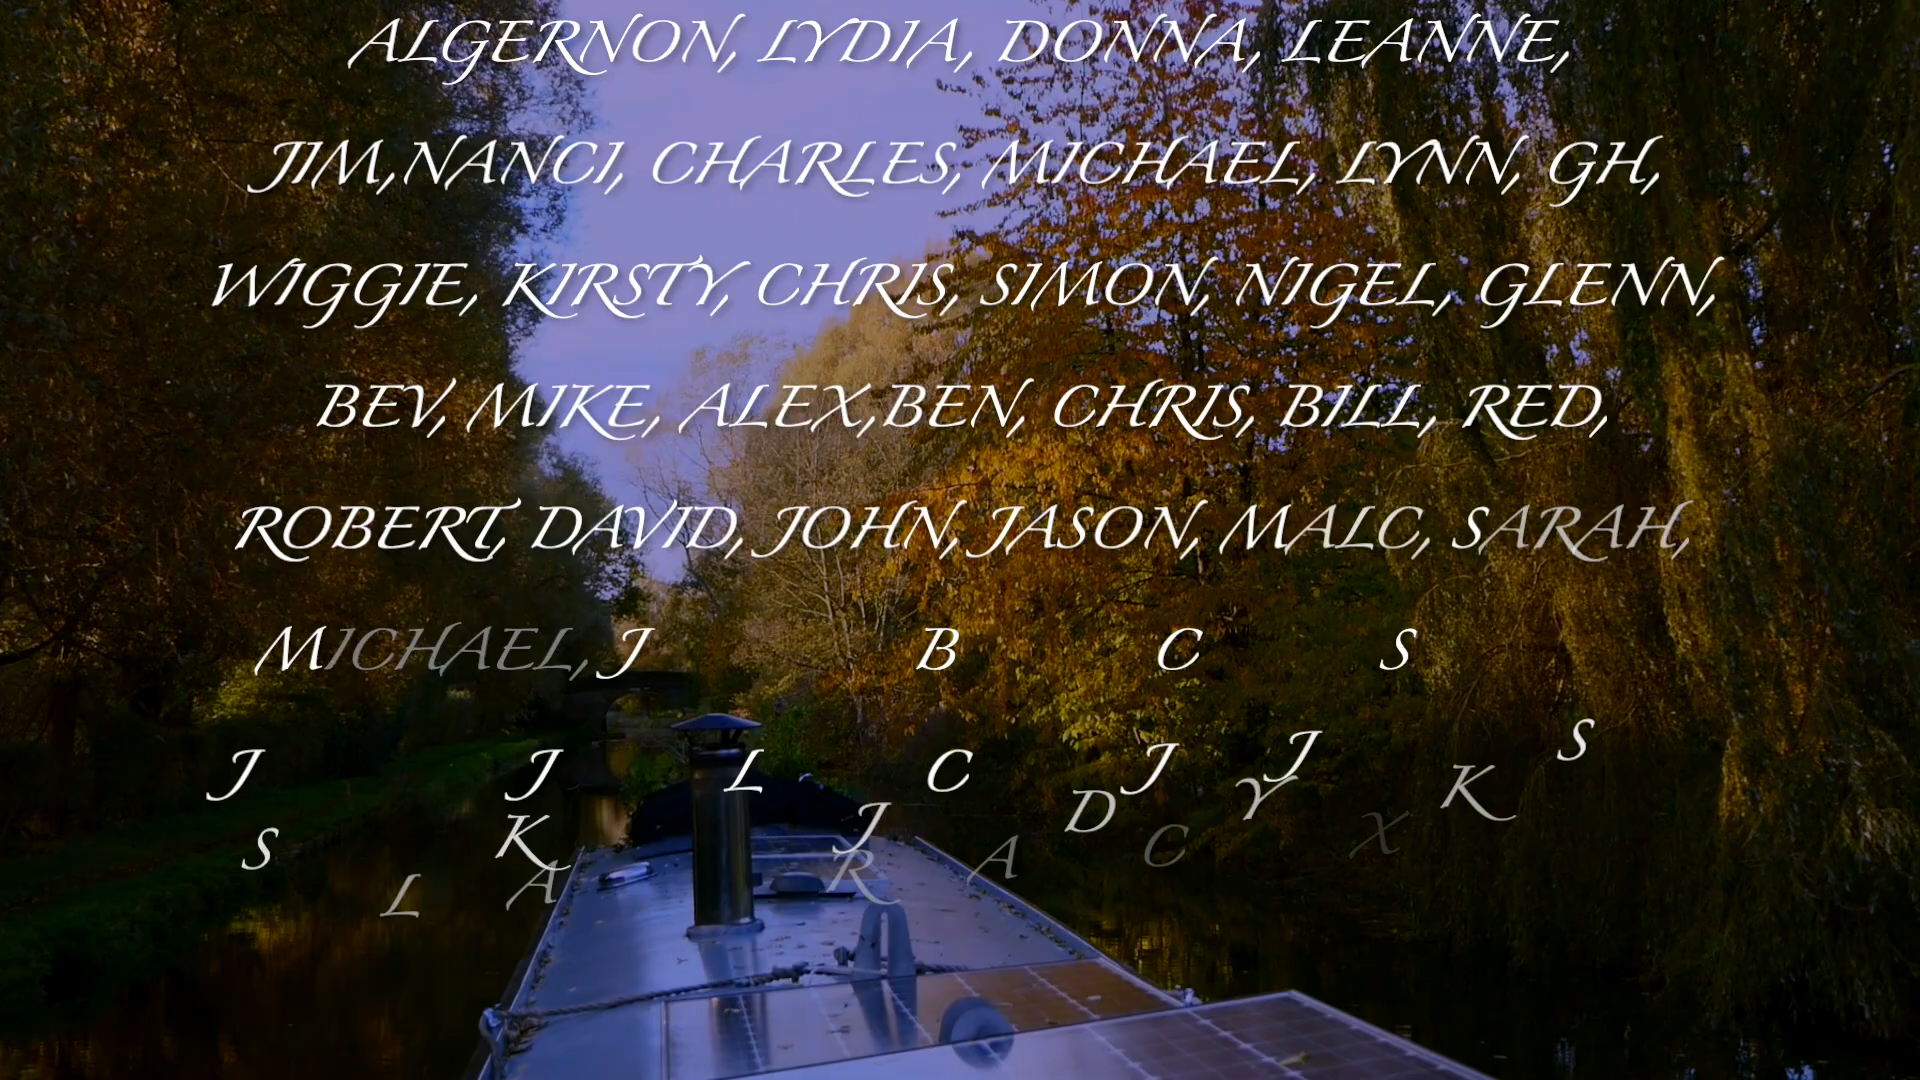 ALGERNON, LYDIA, DONNA, LEANNE,
JIM,NANCI, CHARLES, MICHAEL, LYNN, GH,
WIGGIE, KIRSTY, CHRIS, SIMON, NIGEL, GLENN,
BEV, MIKE, ALEX,BEN, CHRIS, BILL, RED,
ROBERT, DAVID, JOHN, JASON, MALC, SARAH,
MICHAEL, J B C S
J J L C J J S
S K J D Y K
L A R A C X